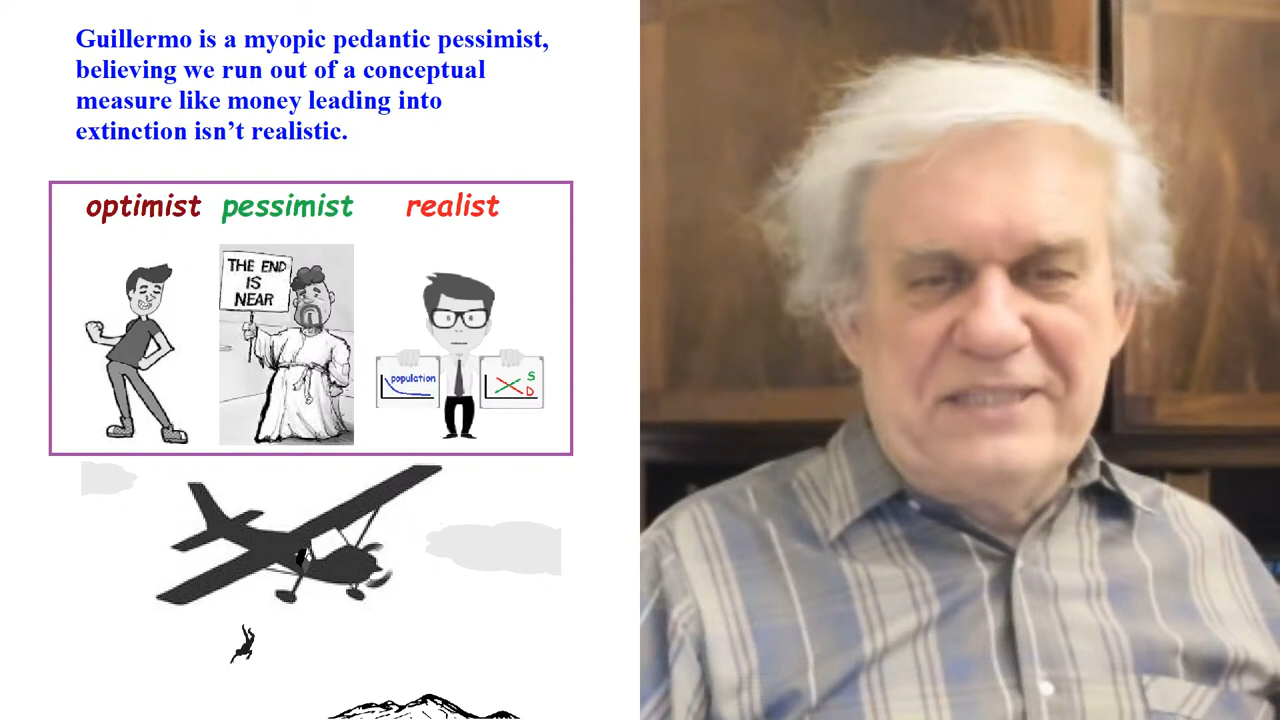 Guillermo is a myopic pedantic pessimist,
believing we run out of a conceptual
measure like money leading into
extinction isn’t realistic.
optimist pessimist realist
THE END
IS
NEAR
population
S
D